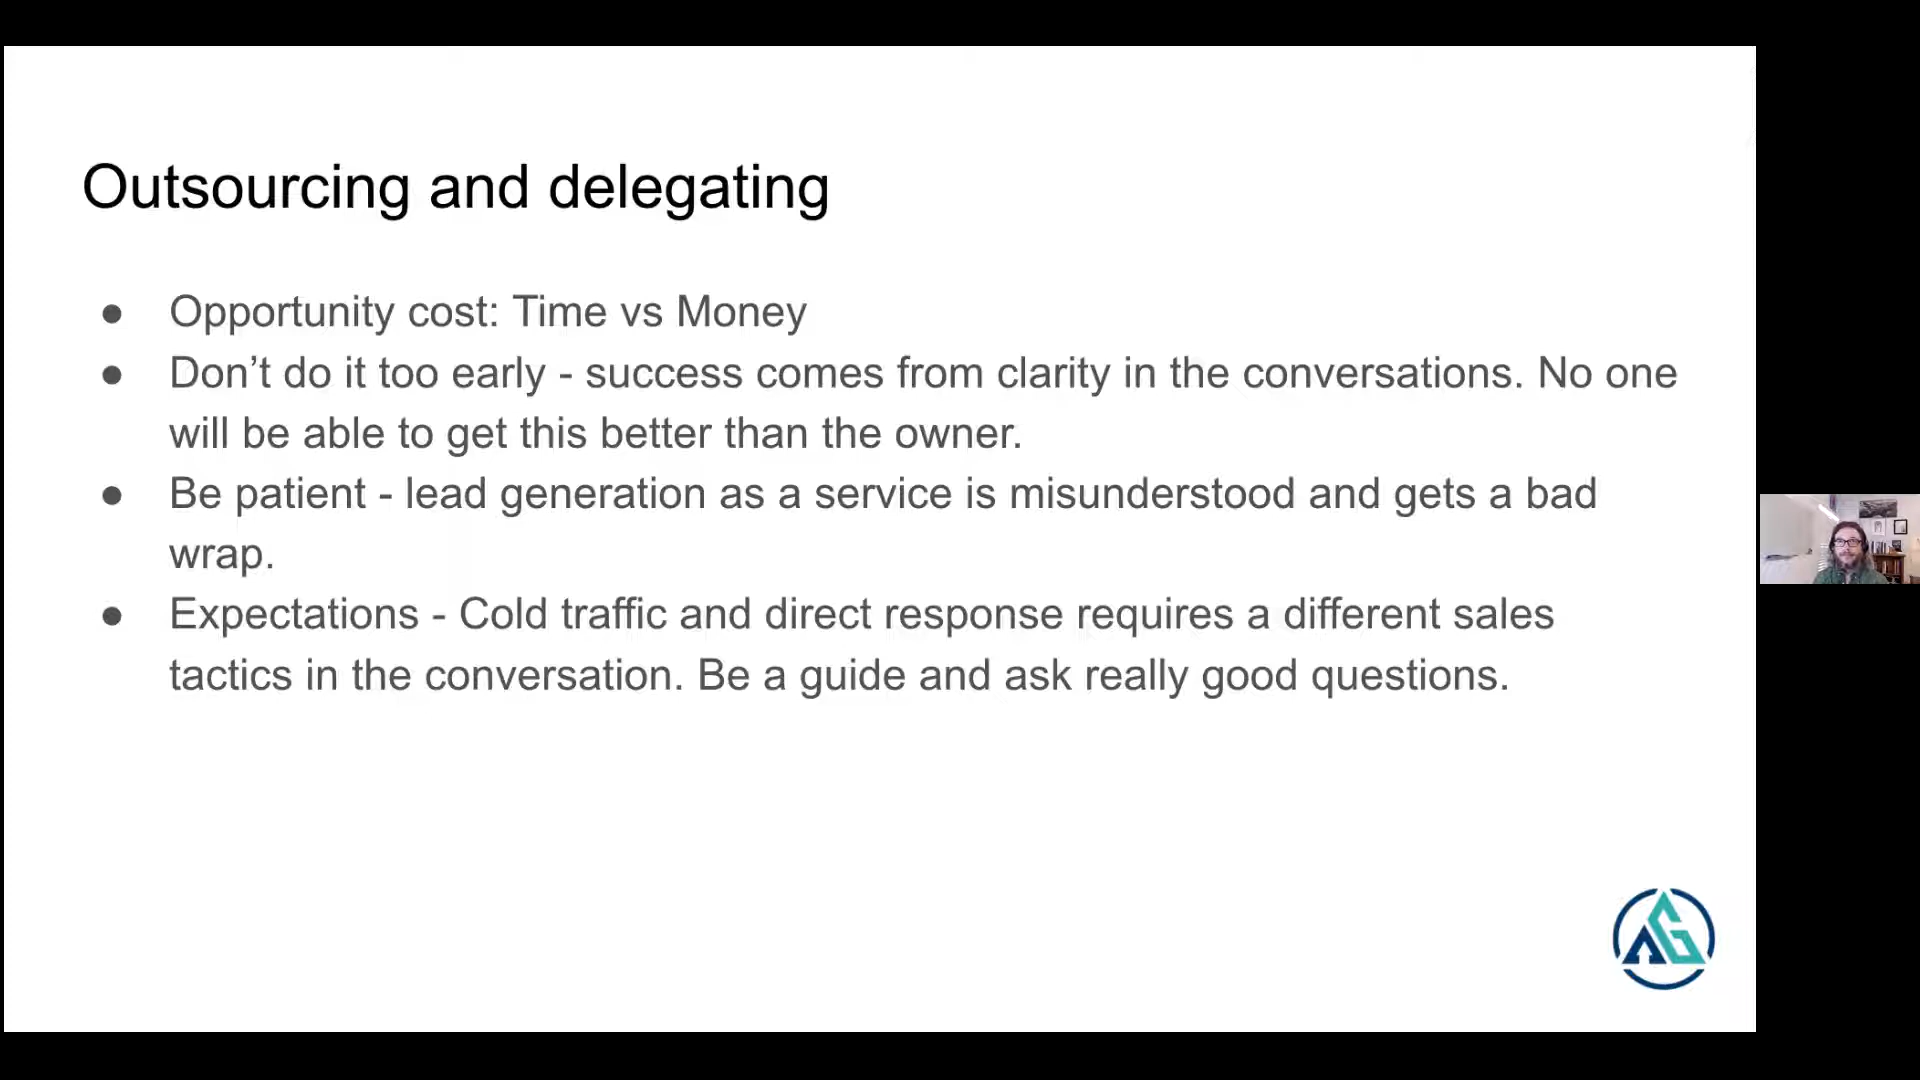 Outsourcing and delegating
● Opportunity cost: Time vs Money
● Don’t do it too early - success comes from clarity in the conversations. No one
will be able to get this better than the owner.
● Be patient - lead generation as a service is misunderstood and gets a bad
wrap.
● Expectations - Cold traffic and direct response requires a different sales
tactics in the conversation. Be a guide and ask really good questions.
AG